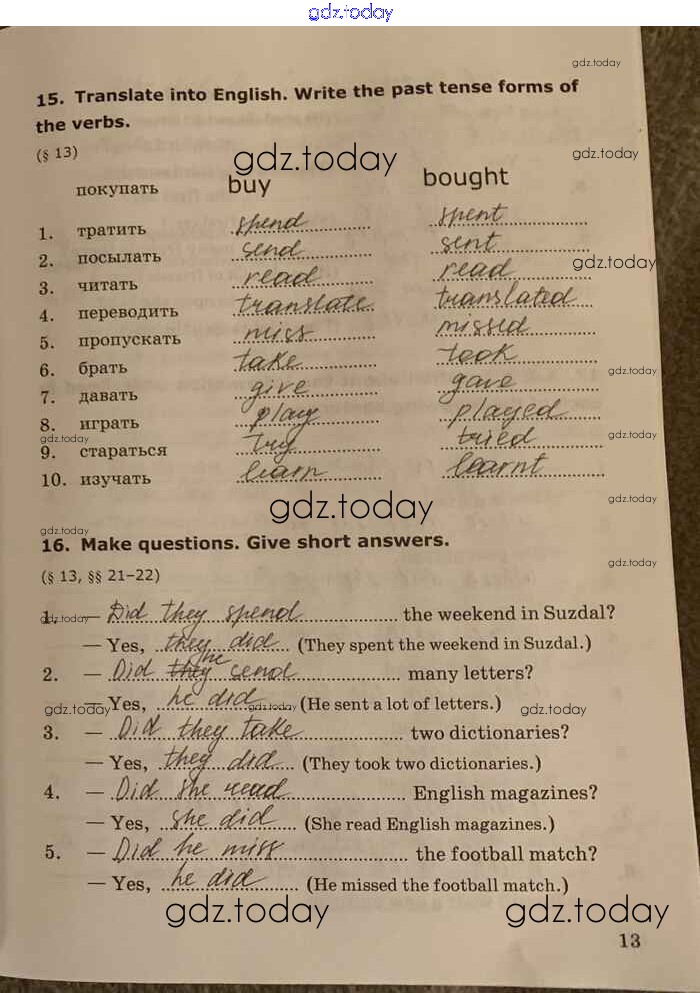 gdz.today
gdz.today
15. Translate into English. Write the past tense forms of
the verbs.
(§ 13) gdz.today gdz.today
покупать buy bought
1. тратить spend spent
2. посылать send sent
gdz.today
3. читать read read
4. переводить translate translated
5. пропускать miss missed
6. брать take took
gdz.today
7. давать give gave
8. играть play played
gdz.today gdz.today
9. стараться try tried
10. изучать learn learnt
gdz.today gdz.today
gdz.today
16. Make questions. Give short answers.
gdz.today
(§ 13, §§ 21–22)
1. — Did they spend the weekend in Suzdal?
gdz.today
— Yes, they did (They spent the weekend in Suzdal.)
2. — Did they he send many letters?
— Yes, he did (He sent a lot of letters.)
gdz.today gdz.today gdz.today
3. — Did they take two dictionaries?
— Yes, they did (They took two dictionaries.)
4. — Did she read English magazines?
— Yes, she did (She read English magazines.)
5. — Did he miss the football match?
— Yes, he did (He missed the football match.)
gdz.today gdz.today
13